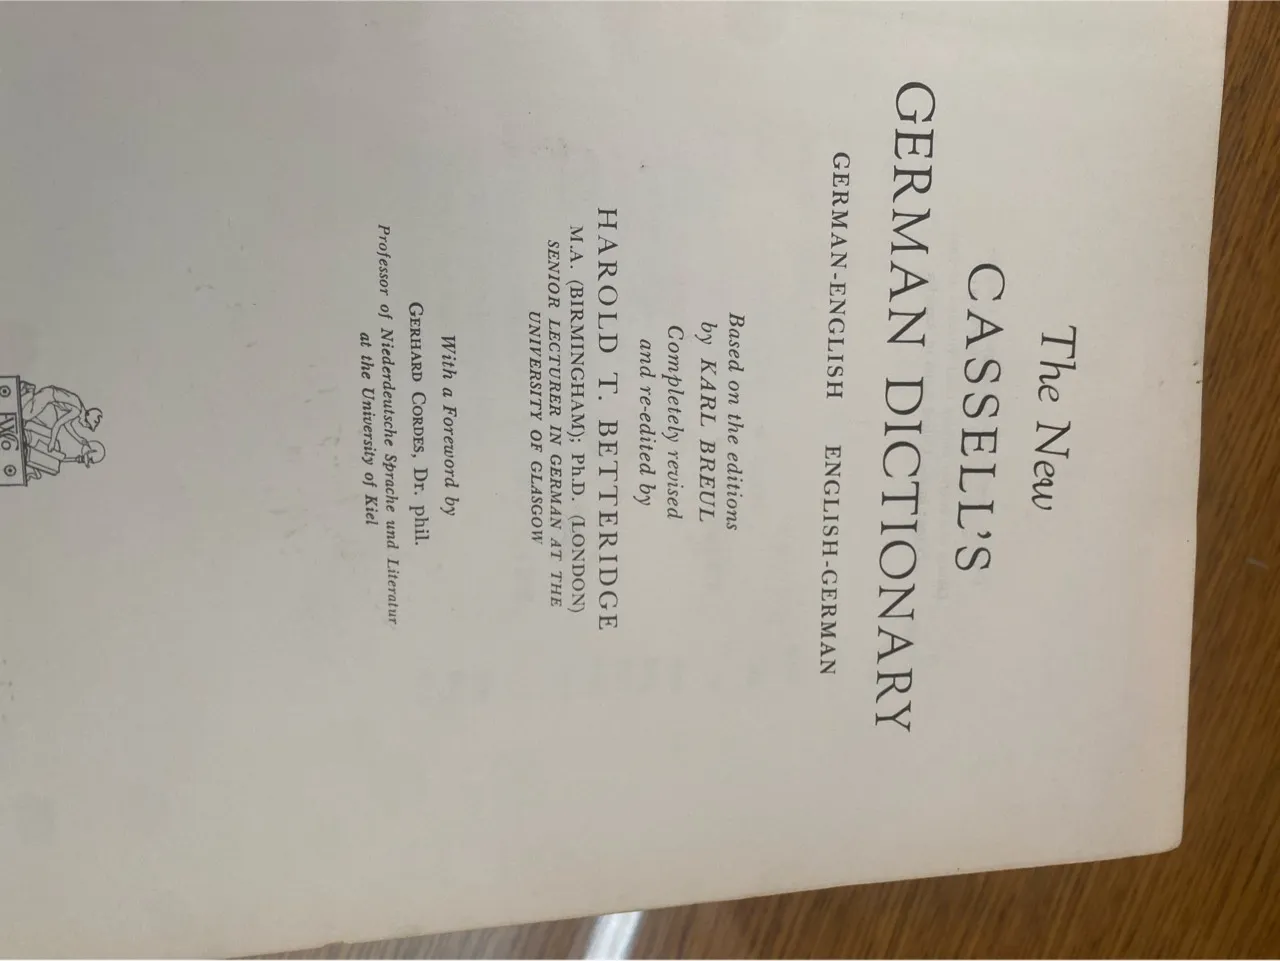 The New
CASSELL'S
GERMAN DICTIONARY
GERMAN-ENGLISH ENGLISH-GERMAN
Based on the editions
by KARL BREUL
Completely revised
and re-edited by
HAROLD T. BETTERIDGE
M.A. (BIRMINGHAM); Ph.D. (LONDON)
SENIOR LECTURER IN GERMAN AT THE
UNIVERSITY OF GLASGOW
With a Foreword by
GERHARD CORDES, Dr. phil.
Professor of Niederdeutsche Sprache und Literatur
at the University of Kiel